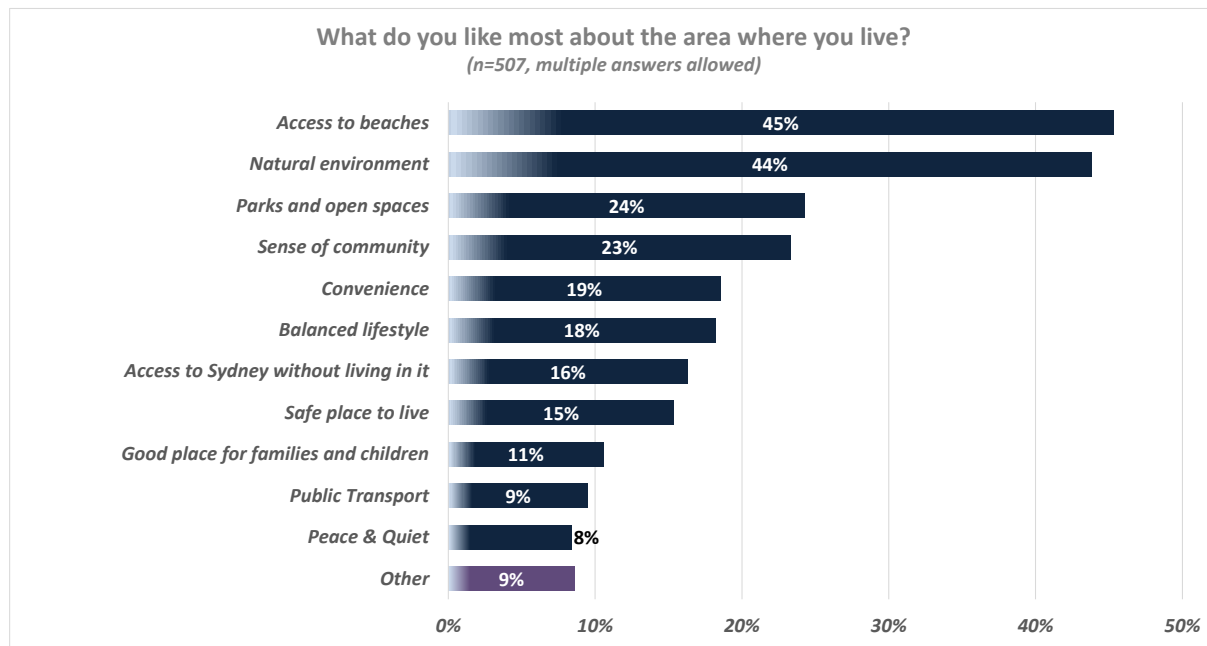 What do you like most about the area where you live?
(n=507, multiple answers allowed)
Access to beaches 45%
Natural environment 44%
Parks and open spaces 24%
Sense of community 23%
Convenience 19%
Balanced lifestyle 18%
Access to Sydney without living in it 16%
Safe place to live 15%
Good place for families and children 11%
Public Transport 9%
Peace & Quiet 8%
Other 9%
0% 10% 20% 30% 40% 50%